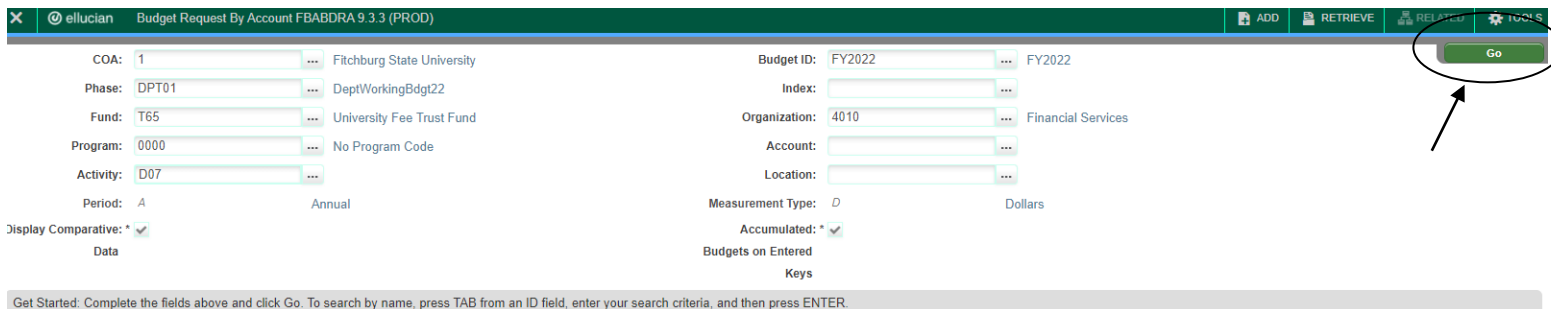 ✕ ellucian Budget Request By Account FBABDRA 9.3.3 (PROD) ADD RETRIEVE RELATED TOOLS
Go
COA: 1 ... Fitchburg State University Budget ID: FY2022 ... FY2022
Phase: DPT01 ... DeptWorkingBdgt22 Index: ...
Fund: T65 ... University Fee Trust Fund Organization: 4010 ... Financial Services
Program: 0000 ... No Program Code Account: ...
Activity: D07 ... Location: ...
Period: A Annual Measurement Type: D Dollars
Display Comparative: * Accumulated: *
Data Budgets on Entered
Keys
Get Started: Complete the fields above and click Go. To search by name, press TAB from an ID field, enter your search criteria, and then press ENTER.